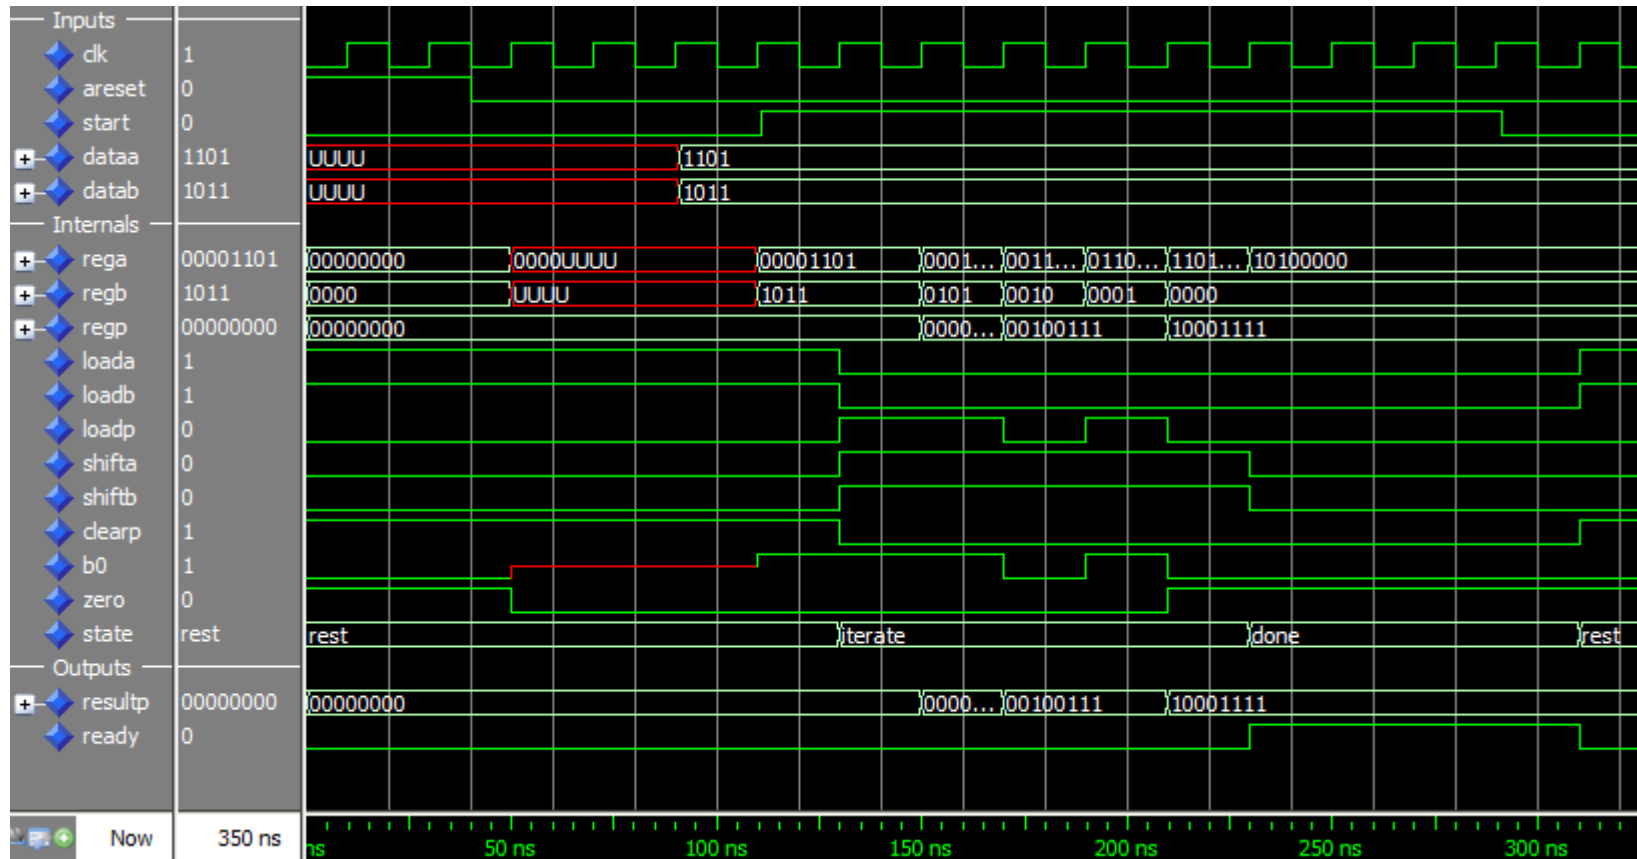 Inputs
clk 1
areset 0
start 0
dataa 1101 UUUU 1101
datab 1011 UUUU 1011
Internals
rega 00001101 00000000 0000UUUU 00001101 0001... 0011... 0110... 1101... 10100000
regb 1011 0000 UUUU 1011 0101 0010 0001 0000
regp 00000000 00000000 0000... 00100111 10001111
loada 1
loadb 1
loadp 0
shifta 0
shiftb 0
clearp 1
b0 1
zero 0
state rest rest iterate done rest
Outputs
resultp 00000000 00000000 0000... 00100111 10001111
ready 0
Now 350 ns ns 50 ns 100 ns 150 ns 200 ns 250 ns 300 ns